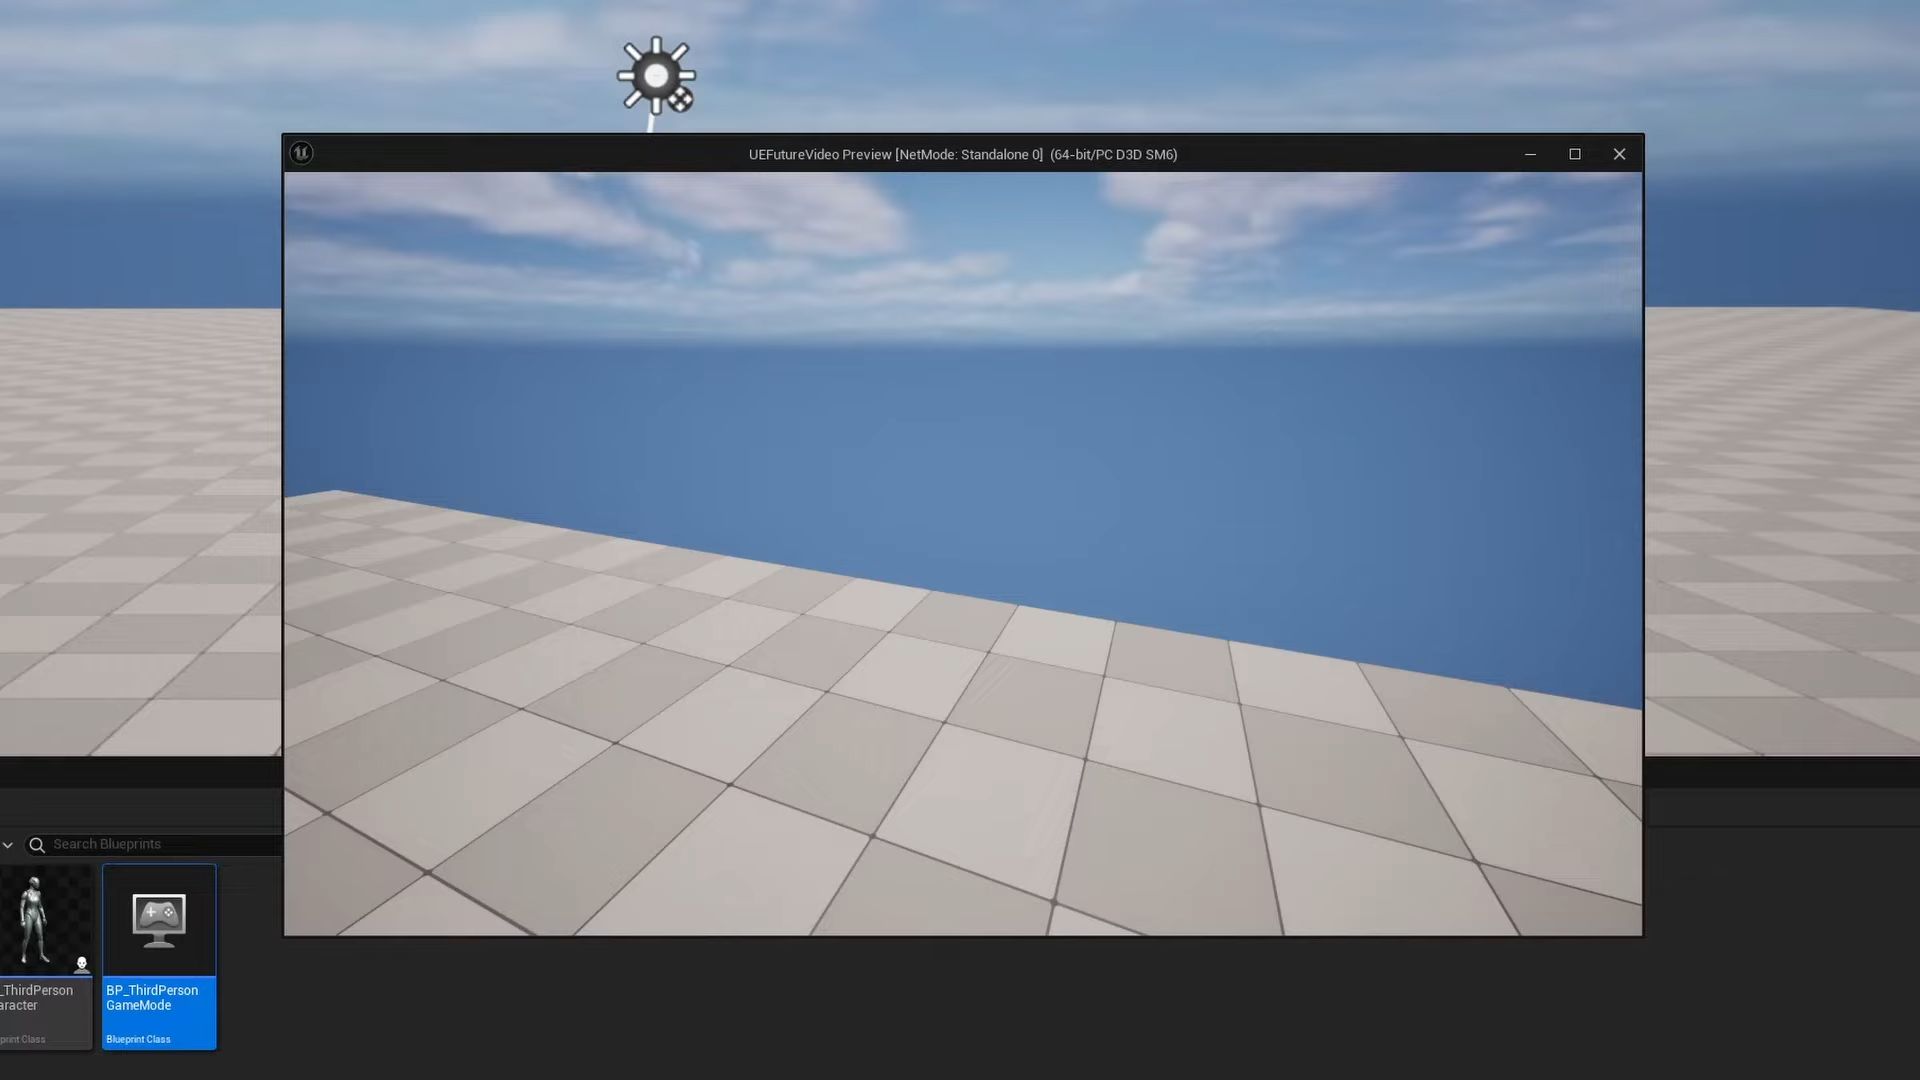 UEFutureVideo Preview [NetMode: Standalone 0] (64-bit/PC D3D SM6)
Search Blueprints
_ThirdPerson
aracter
print Class
BP_ThirdPerson
GameMode
Blueprint Class